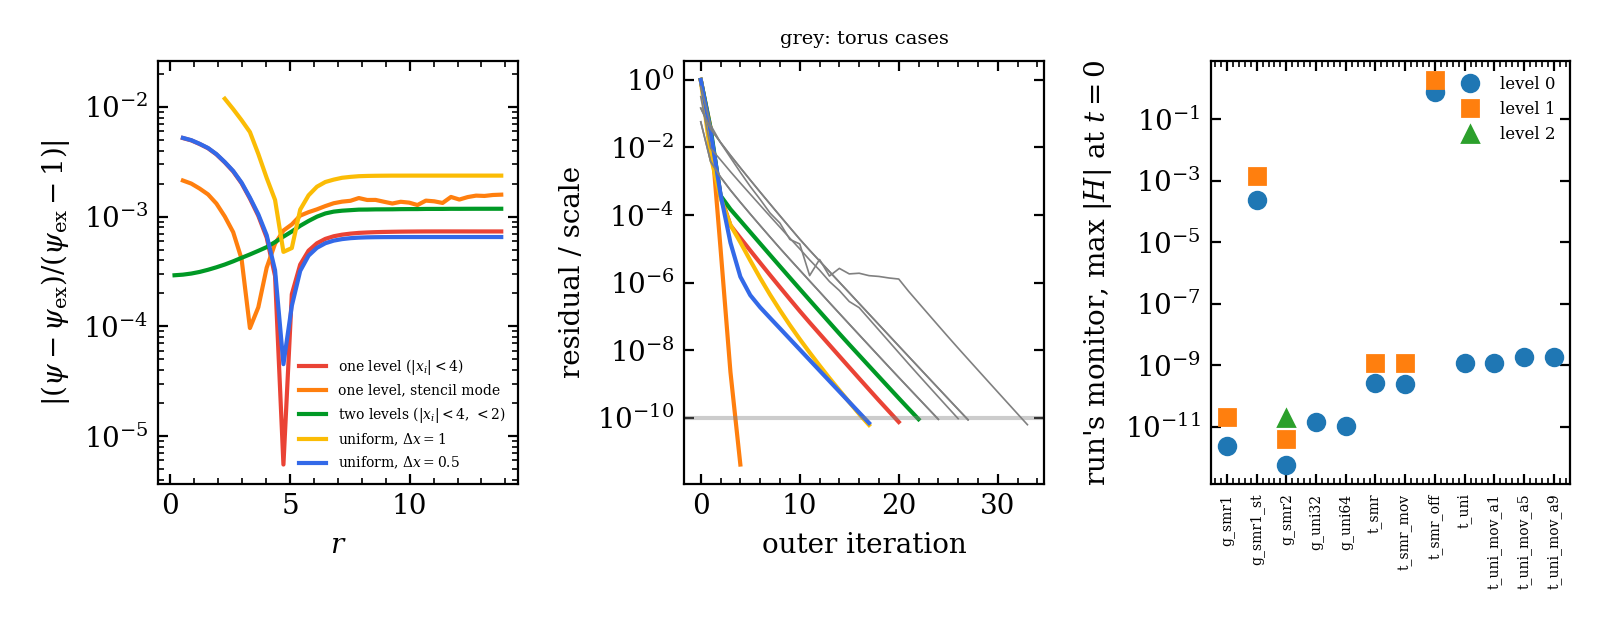 grey: torus cases
|(ψ − ψ_ex)/(ψ_ex − 1)|
10⁻²
10⁻³
10⁻⁴
10⁻⁵
0
5
10
r
one level (|x_i| < 4)
one level, stencil mode
two levels (|x_i| < 4, < 2)
uniform, Δx = 1
uniform, Δx = 0.5
residual / scale
10⁰
10⁻²
10⁻⁴
10⁻⁶
10⁻⁸
10⁻¹⁰
0
10
20
30
outer iteration
run's monitor, max |H| at t = 0
10⁻¹
10⁻³
10⁻⁵
10⁻⁷
10⁻⁹
10⁻¹¹
level 0
level 1
level 2
g_smr1
g_smr1_st
g_smr2
g_uni32
g_uni64
t_smr
t_smr_mov
t_smr_off
t_uni
t_uni_mov_a1
t_uni_mov_a5
t_uni_mov_a9